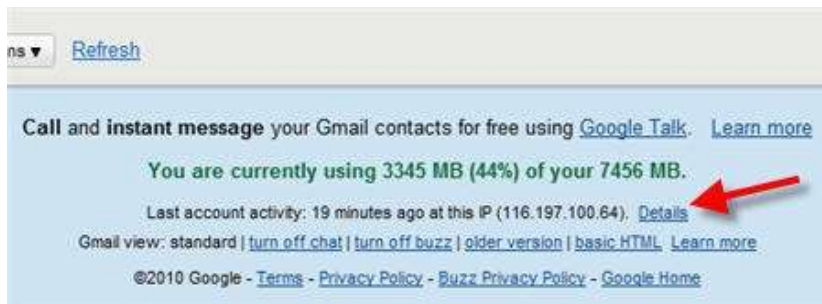 ns ▼ Refresh
Call and instant message your Gmail contacts for free using Google Talk. Learn more
You are currently using 3345 MB (44%) of your 7456 MB.
Last account activity: 19 minutes ago at this IP (116.197.100.64). Details
Gmail view: standard | turn off chat | turn off buzz | older version | basic HTML Learn more
©2010 Google - Terms - Privacy Policy - Buzz Privacy Policy - Google Home